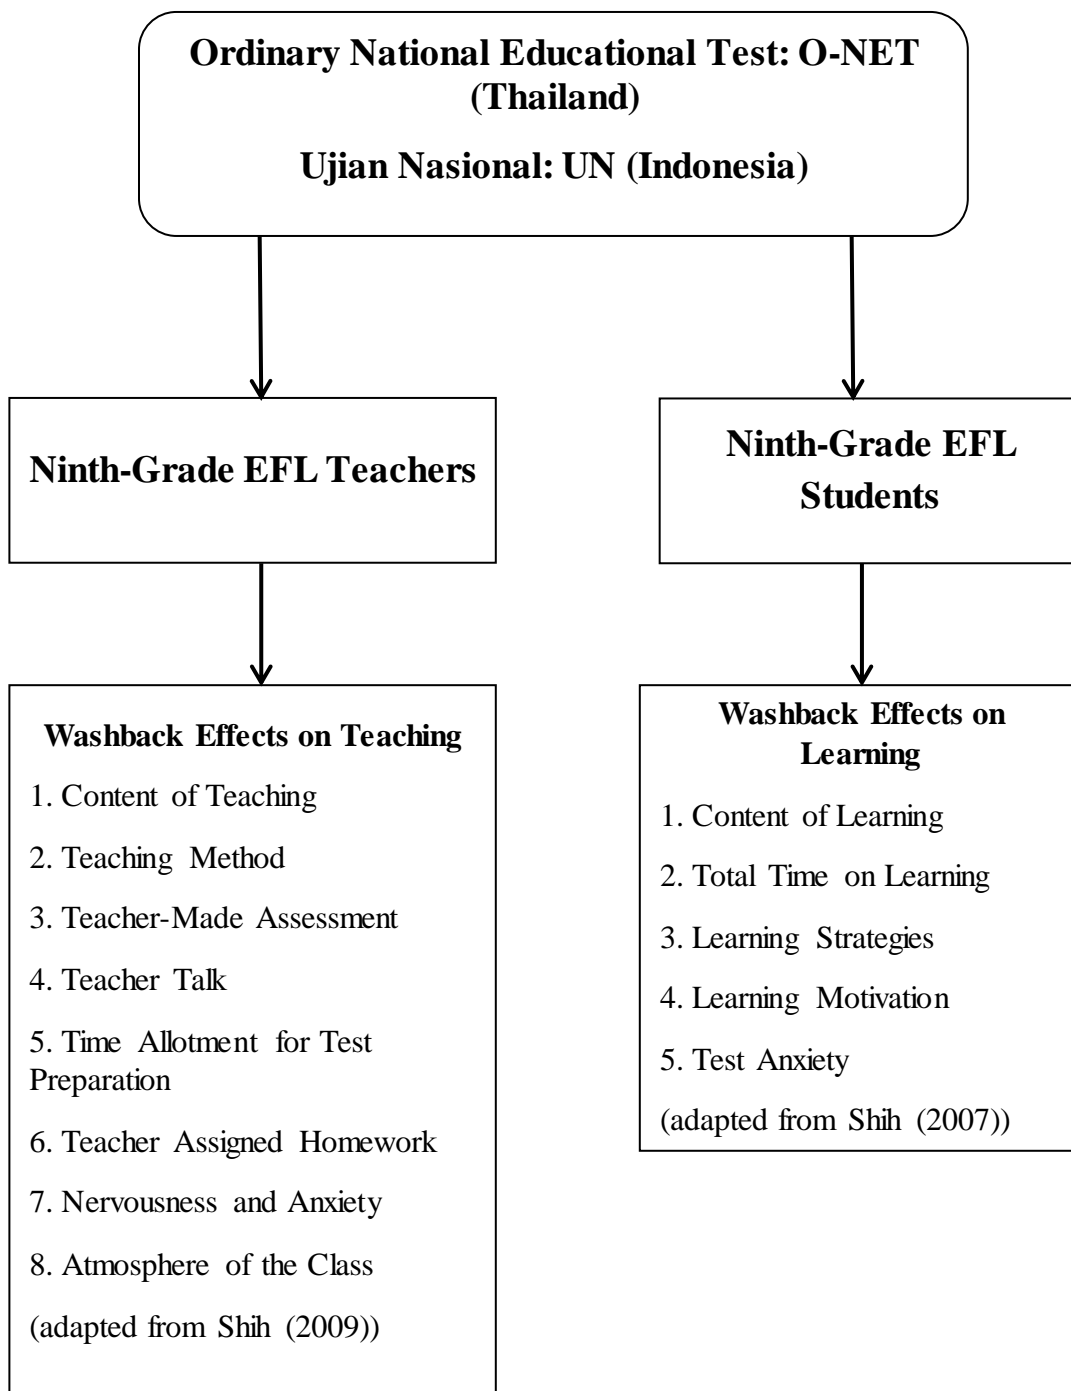 Ordinary National Educational Test: O-NET
(Thailand)
Ujian Nasional: UN (Indonesia)
Ninth-Grade EFL Teachers
Ninth-Grade EFL
Students
Washback Effects on Teaching
1. Content of Teaching
2. Teaching Method
3. Teacher-Made Assessment
4. Teacher Talk
5. Time Allotment for Test
Preparation
6. Teacher Assigned Homework
7. Nervousness and Anxiety
8. Atmosphere of the Class
(adapted from Shih (2009))
Washback Effects on
Learning
1. Content of Learning
2. Total Time on Learning
3. Learning Strategies
4. Learning Motivation
5. Test Anxiety
(adapted from Shih (2007))